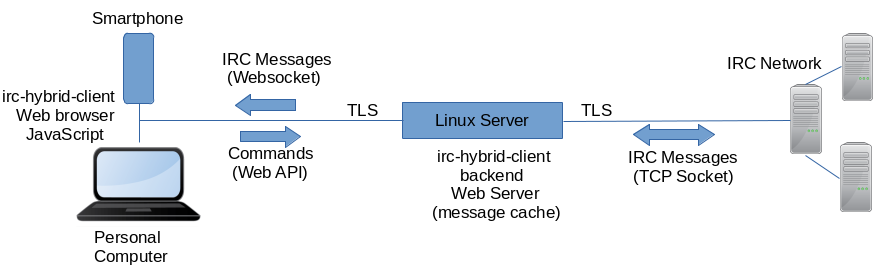 Smartphone
irc-hybrid-client
Web browser
JavaScript
Personal
Computer
IRC Messages
(Websocket)
Commands
(Web API)
TLS
Linux Server
irc-hybrid-client
backend
Web Server
(message cache)
TLS
IRC Messages
(TCP Socket)
IRC Network